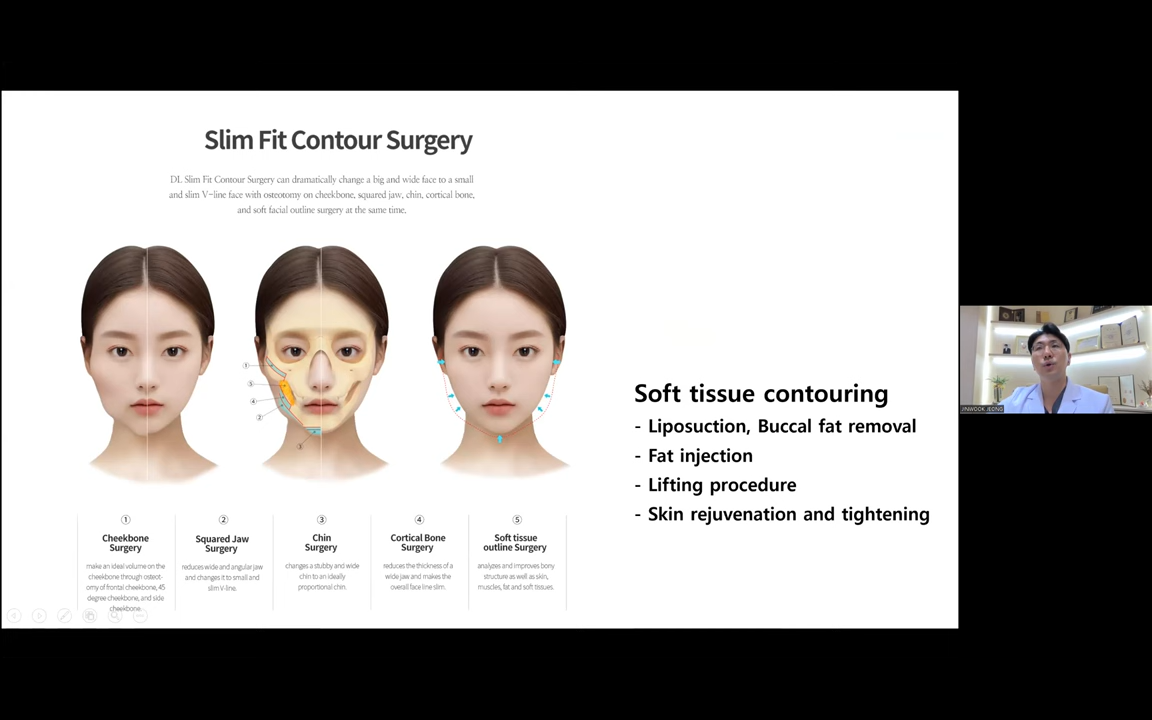 Slim Fit Contour Surgery
DL Slim Fit Contour Surgery can dramatically change a big and wide face to a small
and slim V-line face with osteotomy on cheekbone, squared jaw, chin, cortical bone,
and soft facial outline surgery at the same time.
①
⑤
④
②
③
Soft tissue contouring
- Liposuction, Buccal fat removal
- Fat injection
- Lifting procedure
- Skin rejuvenation and tightening
JINWOOK JEONG
①
Cheekbone
Surgery
make an ideal volume on the
cheekbone through osteot-
omy of frontal cheekbone, 45
degree cheekbone, and side
cheekbone.
②
Squared Jaw
Surgery
reduces wide and angular jaw
and changes it to small and
slim V-line.
③
Chin
Surgery
changes a stubby and wide
chin to an ideally
proportional chin.
④
Cortical Bone
Surgery
reduces the thickness of a
wide jaw and makes the
overall face line slim.
⑤
Soft tissue
outline Surgery
analyzes and improves bony
structure as well as skin,
muscles, fat and soft tissues.